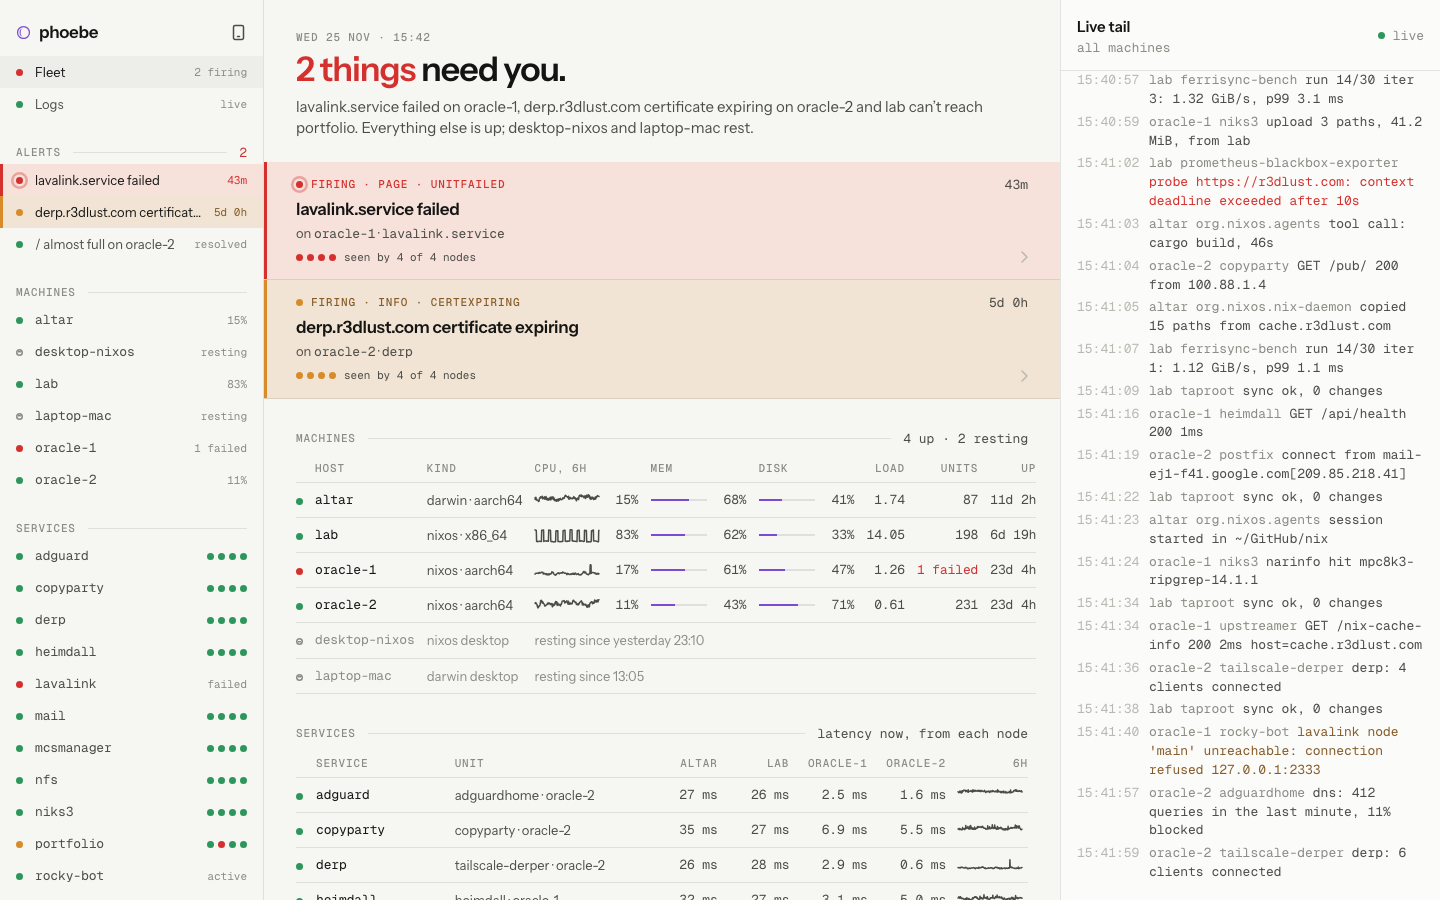 phoebe
Fleet 2 firing
Logs live
ALERTS 2
lavalink.service failed 43m
derp.r3dlust.com certificat... 5d 0h
/ almost full on oracle-2 resolved
MACHINES
altar 15%
desktop-nixos resting
lab 83%
laptop-mac resting
oracle-1 1 failed
oracle-2 11%
SERVICES
adguard
copyparty
derp
heimdall
lavalink failed
mail
mcsmanager
nfs
niks3
portfolio
rocky-bot active
WED 25 NOV · 15:42
2 things need you.
lavalink.service failed on oracle-1, derp.r3dlust.com certificate expiring on oracle-2 and lab can't reach
portfolio. Everything else is up; desktop-nixos and laptop-mac rest.
FIRING · PAGE · UNITFAILED 43m
lavalink.service failed
on oracle-1·lavalink.service
seen by 4 of 4 nodes
FIRING · INFO · CERTEXPIRING 5d 0h
derp.r3dlust.com certificate expiring
on oracle-2·derp
seen by 4 of 4 nodes
MACHINES 4 up · 2 resting
HOST KIND CPU, 6H MEM DISK LOAD UNITS UP
altar darwin·aarch64 15% 68% 41% 1.74 87 11d 2h
lab nixos·x86_64 83% 62% 33% 14.05 198 6d 19h
oracle-1 nixos·aarch64 17% 61% 47% 1.26 1 failed 23d 4h
oracle-2 nixos·aarch64 11% 43% 71% 0.61 231 23d 4h
desktop-nixos nixos desktop resting since yesterday 23:10
laptop-mac darwin desktop resting since 13:05
SERVICES latency now, from each node
SERVICE UNIT ALTAR LAB ORACLE-1 ORACLE-2 6H
adguard adguardhome·oracle-2 27 ms 26 ms 2.5 ms 1.6 ms
copyparty copyparty·oracle-2 35 ms 27 ms 6.9 ms 5.5 ms
derp tailscale-derper·oracle-2 26 ms 28 ms 2.9 ms 0.6 ms
heimdall heimdall·oracle-1 32 ms 27 ms 3.1 ms 5.0 ms
Live tail
all machines live
15:40:57 lab ferrisync-bench run 14/30 iter
3: 1.32 GiB/s, p99 3.1 ms
15:40:59 oracle-1 niks3 upload 3 paths, 41.2
MiB, from lab
15:41:02 lab prometheus-blackbox-exporter
probe https://r3dlust.com: context
deadline exceeded after 10s
15:41:03 altar org.nixos.agents tool call:
cargo build, 46s
15:41:04 oracle-2 copyparty GET /pub/ 200
from 100.88.1.4
15:41:05 altar org.nixos.nix-daemon copied
15 paths from cache.r3dlust.com
15:41:07 lab ferrisync-bench run 14/30 iter
1: 1.12 GiB/s, p99 1.1 ms
15:41:09 lab taproot sync ok, 0 changes
15:41:16 oracle-1 heimdall GET /api/health
200 1ms
15:41:19 oracle-2 postfix connect from mail-
ej1-f41.google.com[209.85.218.41]
15:41:22 lab taproot sync ok, 0 changes
15:41:23 altar org.nixos.agents session
started in ~/GitHub/nix
15:41:24 oracle-1 niks3 narinfo hit mpc8k3-
ripgrep-14.1.1
15:41:34 lab taproot sync ok, 0 changes
15:41:34 oracle-1 upstreamer GET /nix-cache-
info 200 2ms host=cache.r3dlust.com
15:41:36 oracle-2 tailscale-derper derp: 4
clients connected
15:41:38 lab taproot sync ok, 0 changes
15:41:40 oracle-1 rocky-bot lavalink node
'main' unreachable: connection
refused 127.0.0.1:2333
15:41:57 oracle-2 adguardhome dns: 412
queries in the last minute, 11%
blocked
15:41:59 oracle-2 tailscale-derper derp: 6
clients connected